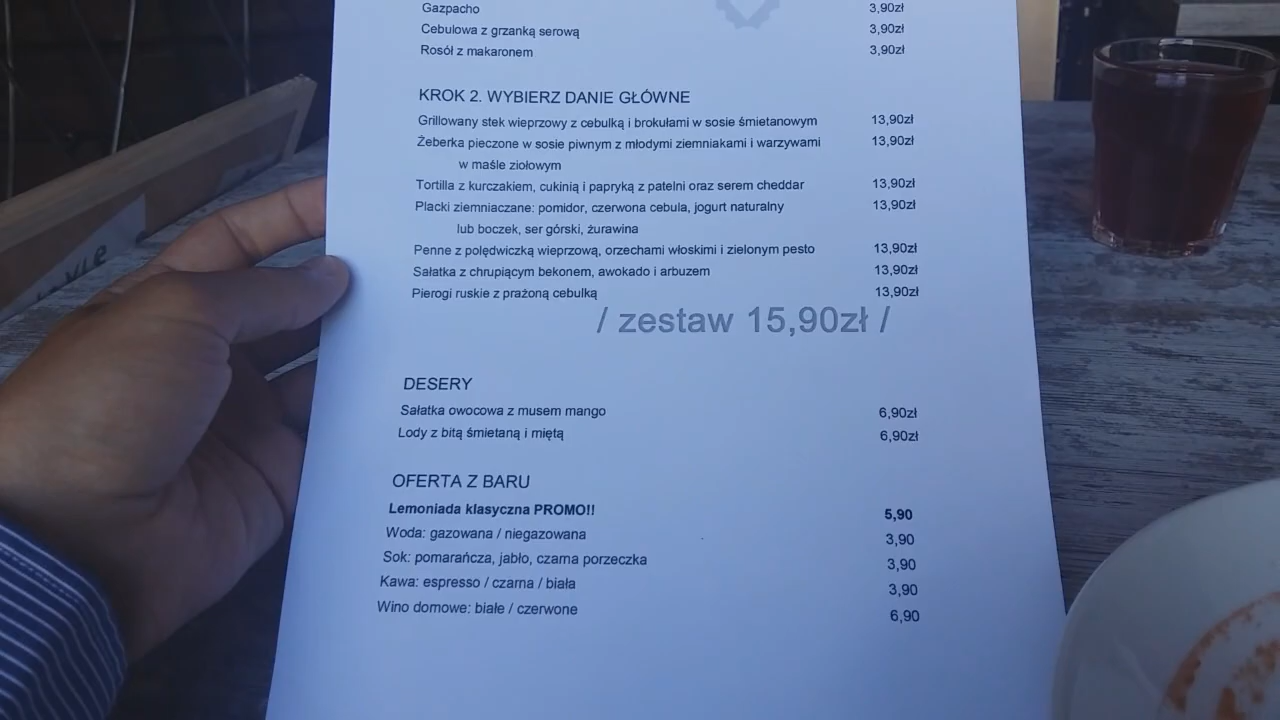 Gazpacho 3,90zł
Cebulowa z grzanką serową 3,90zł
Rosół z makaronem 3,90zł
KROK 2. WYBIERZ DANIE GŁÓWNE
Grillowany stek wieprzowy z cebulką i brokułami w sosie śmietanowym 13,90zł
Żeberka pieczone w sosie piwnym z młodymi ziemniakami i warzywami 13,90zł
w maśle ziołowym
Tortilla z kurczakiem, cukinią i papryką z patelni oraz serem cheddar 13,90zł
Placki ziemniaczane: pomidor, czerwona cebula, jogurt naturalny 13,90zł
lub boczek, ser górski, żurawina
Penne z polędwiczką wieprzową, orzechami włoskimi i zielonym pesto 13,90zł
Sałatka z chrupiącym bekonem, awokado i arbuzem 13,90zł
Pierogi ruskie z prażoną cebulką 13,90zł
/ zestaw 15,90zł /
DESERY
Sałatka owocowa z musem mango 6,90zł
Lody z bitą śmietaną i miętą 6,90zł
OFERTA Z BARU
Lemoniada klasyczna PROMO!! 5,90
Woda: gazowana / niegazowana 3,90
Sok: pomarańcza, jabło, czarna porzeczka 3,90
Kawa: espresso / czarna / biała 3,90
Wino domowe: białe / czerwone 6,90